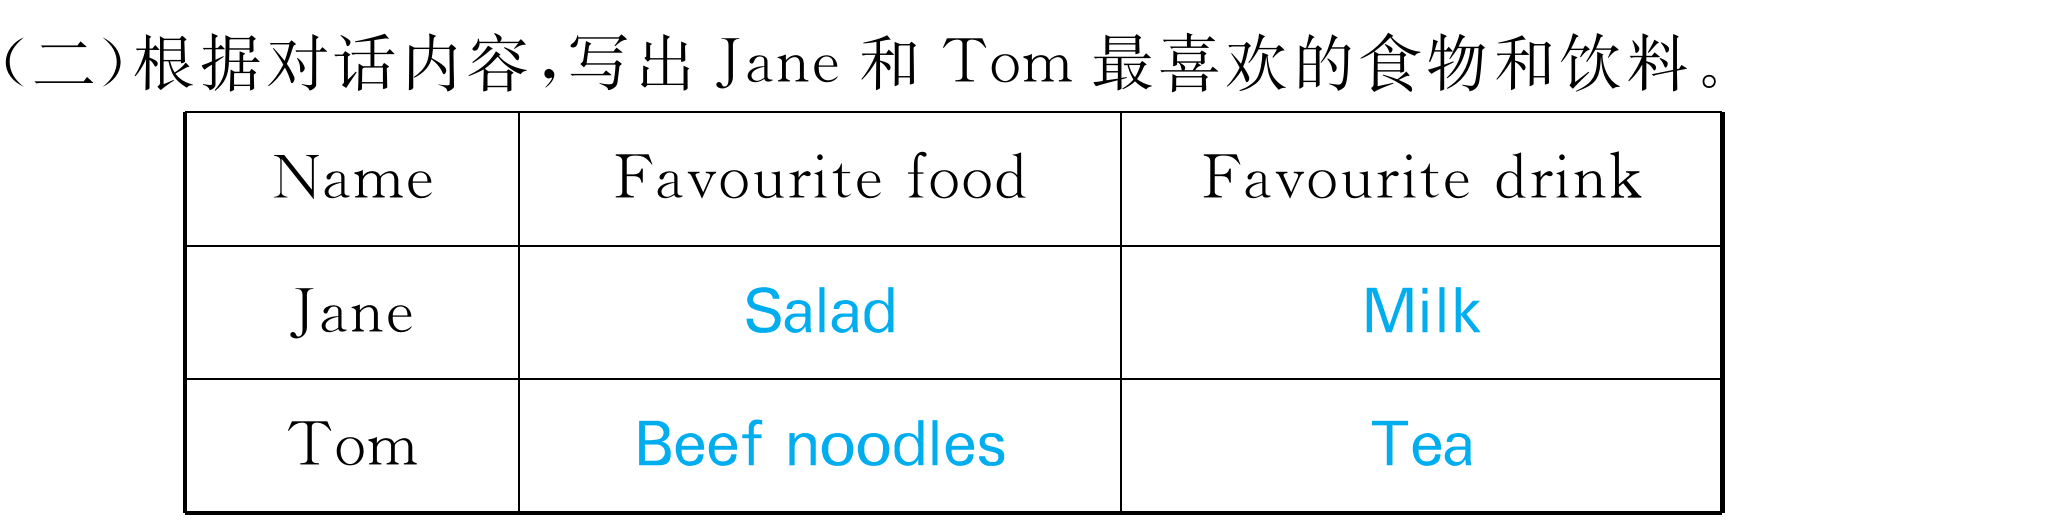 (二)根据对话内容,写出 Jane 和 Tom 最喜欢的食物和饮料。
Name Favourite food Favourite drink
Jane Salad Milk
Tom Beef noodles Tea